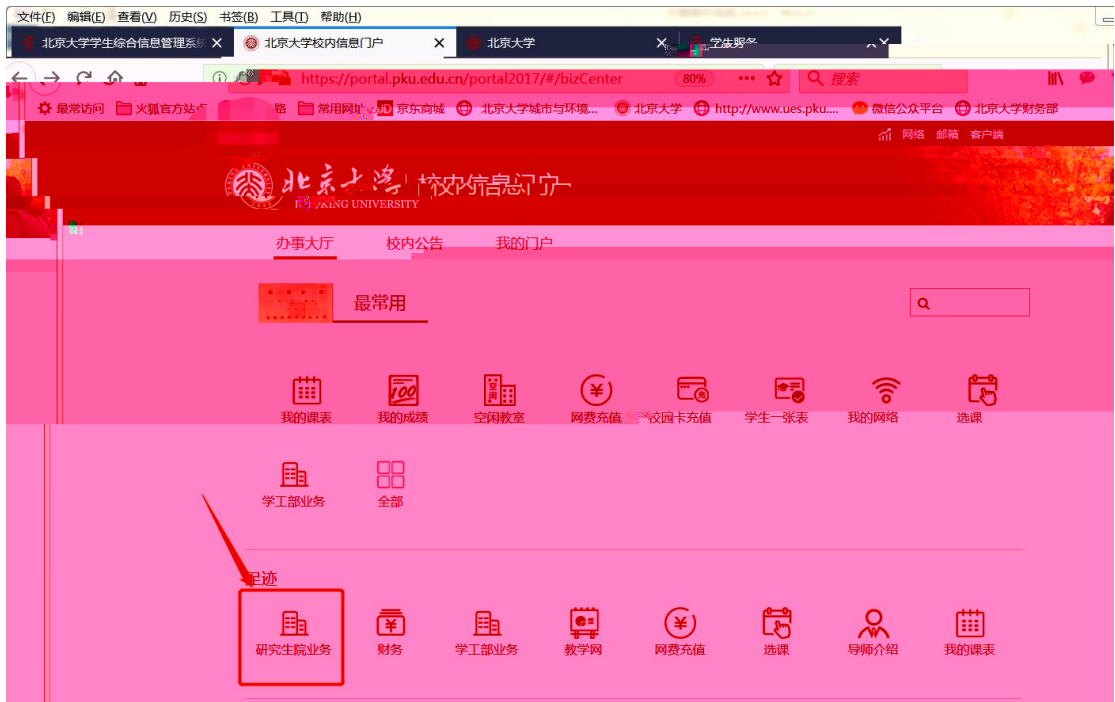 文件(F) 编辑(E) 查看(V) 历史(S) 书签(B) 工具(T) 帮助(H)
北京大学学生综合信息管理系统 北京大学校内信息门户 北京大学
https://portal.pku.edu.cn/portal2017/#/bizCenter 80% 搜索
最常访问 火狐官方站点 常用网址 JD 京东商城 北京大学城市与环境... 北京大学 http://www.ues.pku.... 微信公众平台 北京大学财务部
网络 邮箱 客户端
北京大学 校内信息门户
PEKING UNIVERSITY
办事大厅 校内公告 我的门户
最常用
我的课表 我的成绩 空闲教室 网费充值 校园卡充值 学生一张表 我的网络 选课
学工部业务 全部
足迹
研究生院业务 财务 学工部业务 教学网 网费充值 选课 导师介绍 我的课表